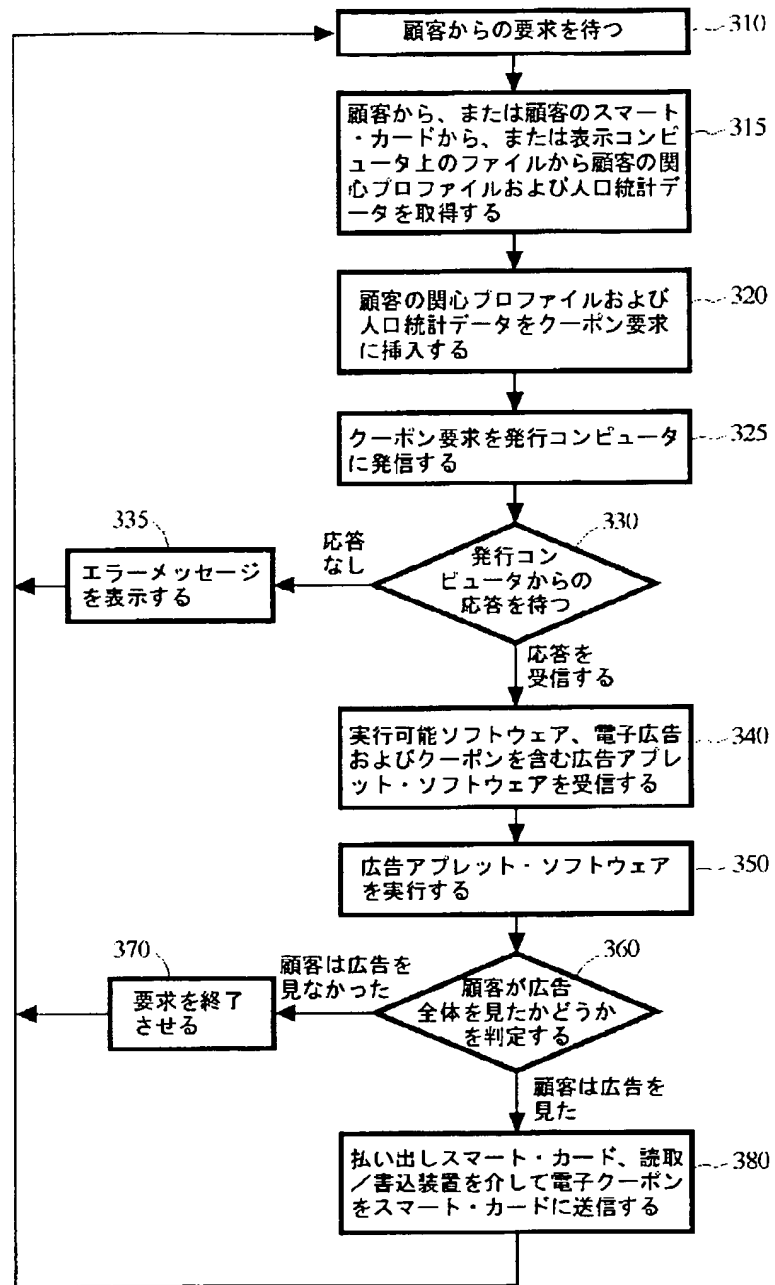 顧客からの要求を待つ
310
顧客から、または顧客のスマート
・カードから、または表示コンピ
ュータ上のファイルから顧客の関
心プロファイルおよび人口統計デ
ータを取得する
315
顧客の関心プロファイルおよび
人口統計データをクーポン要求
に挿入する
320
クーポン要求を発行コンピュータ
に発信する
325
330
発行コン
ピュータからの
応答を待つ
応答
なし
335
エラーメッセージ
を表示する
応答を
受信する
実行可能ソフトウェア、電子広告
およびクーポンを含む広告アプレ
ット・ソフトウェアを受信する
340
広告アプレット・ソフトウェア
を実行する
350
360
顧客が広告
全体を見たかどうか
を判定する
顧客は広告を
見なかった
370
要求を終了
させる
顧客は広告を
見た
払い出しスマート・カード、読取
／書込装置を介して電子クーポン
をスマート・カードに送信する
380